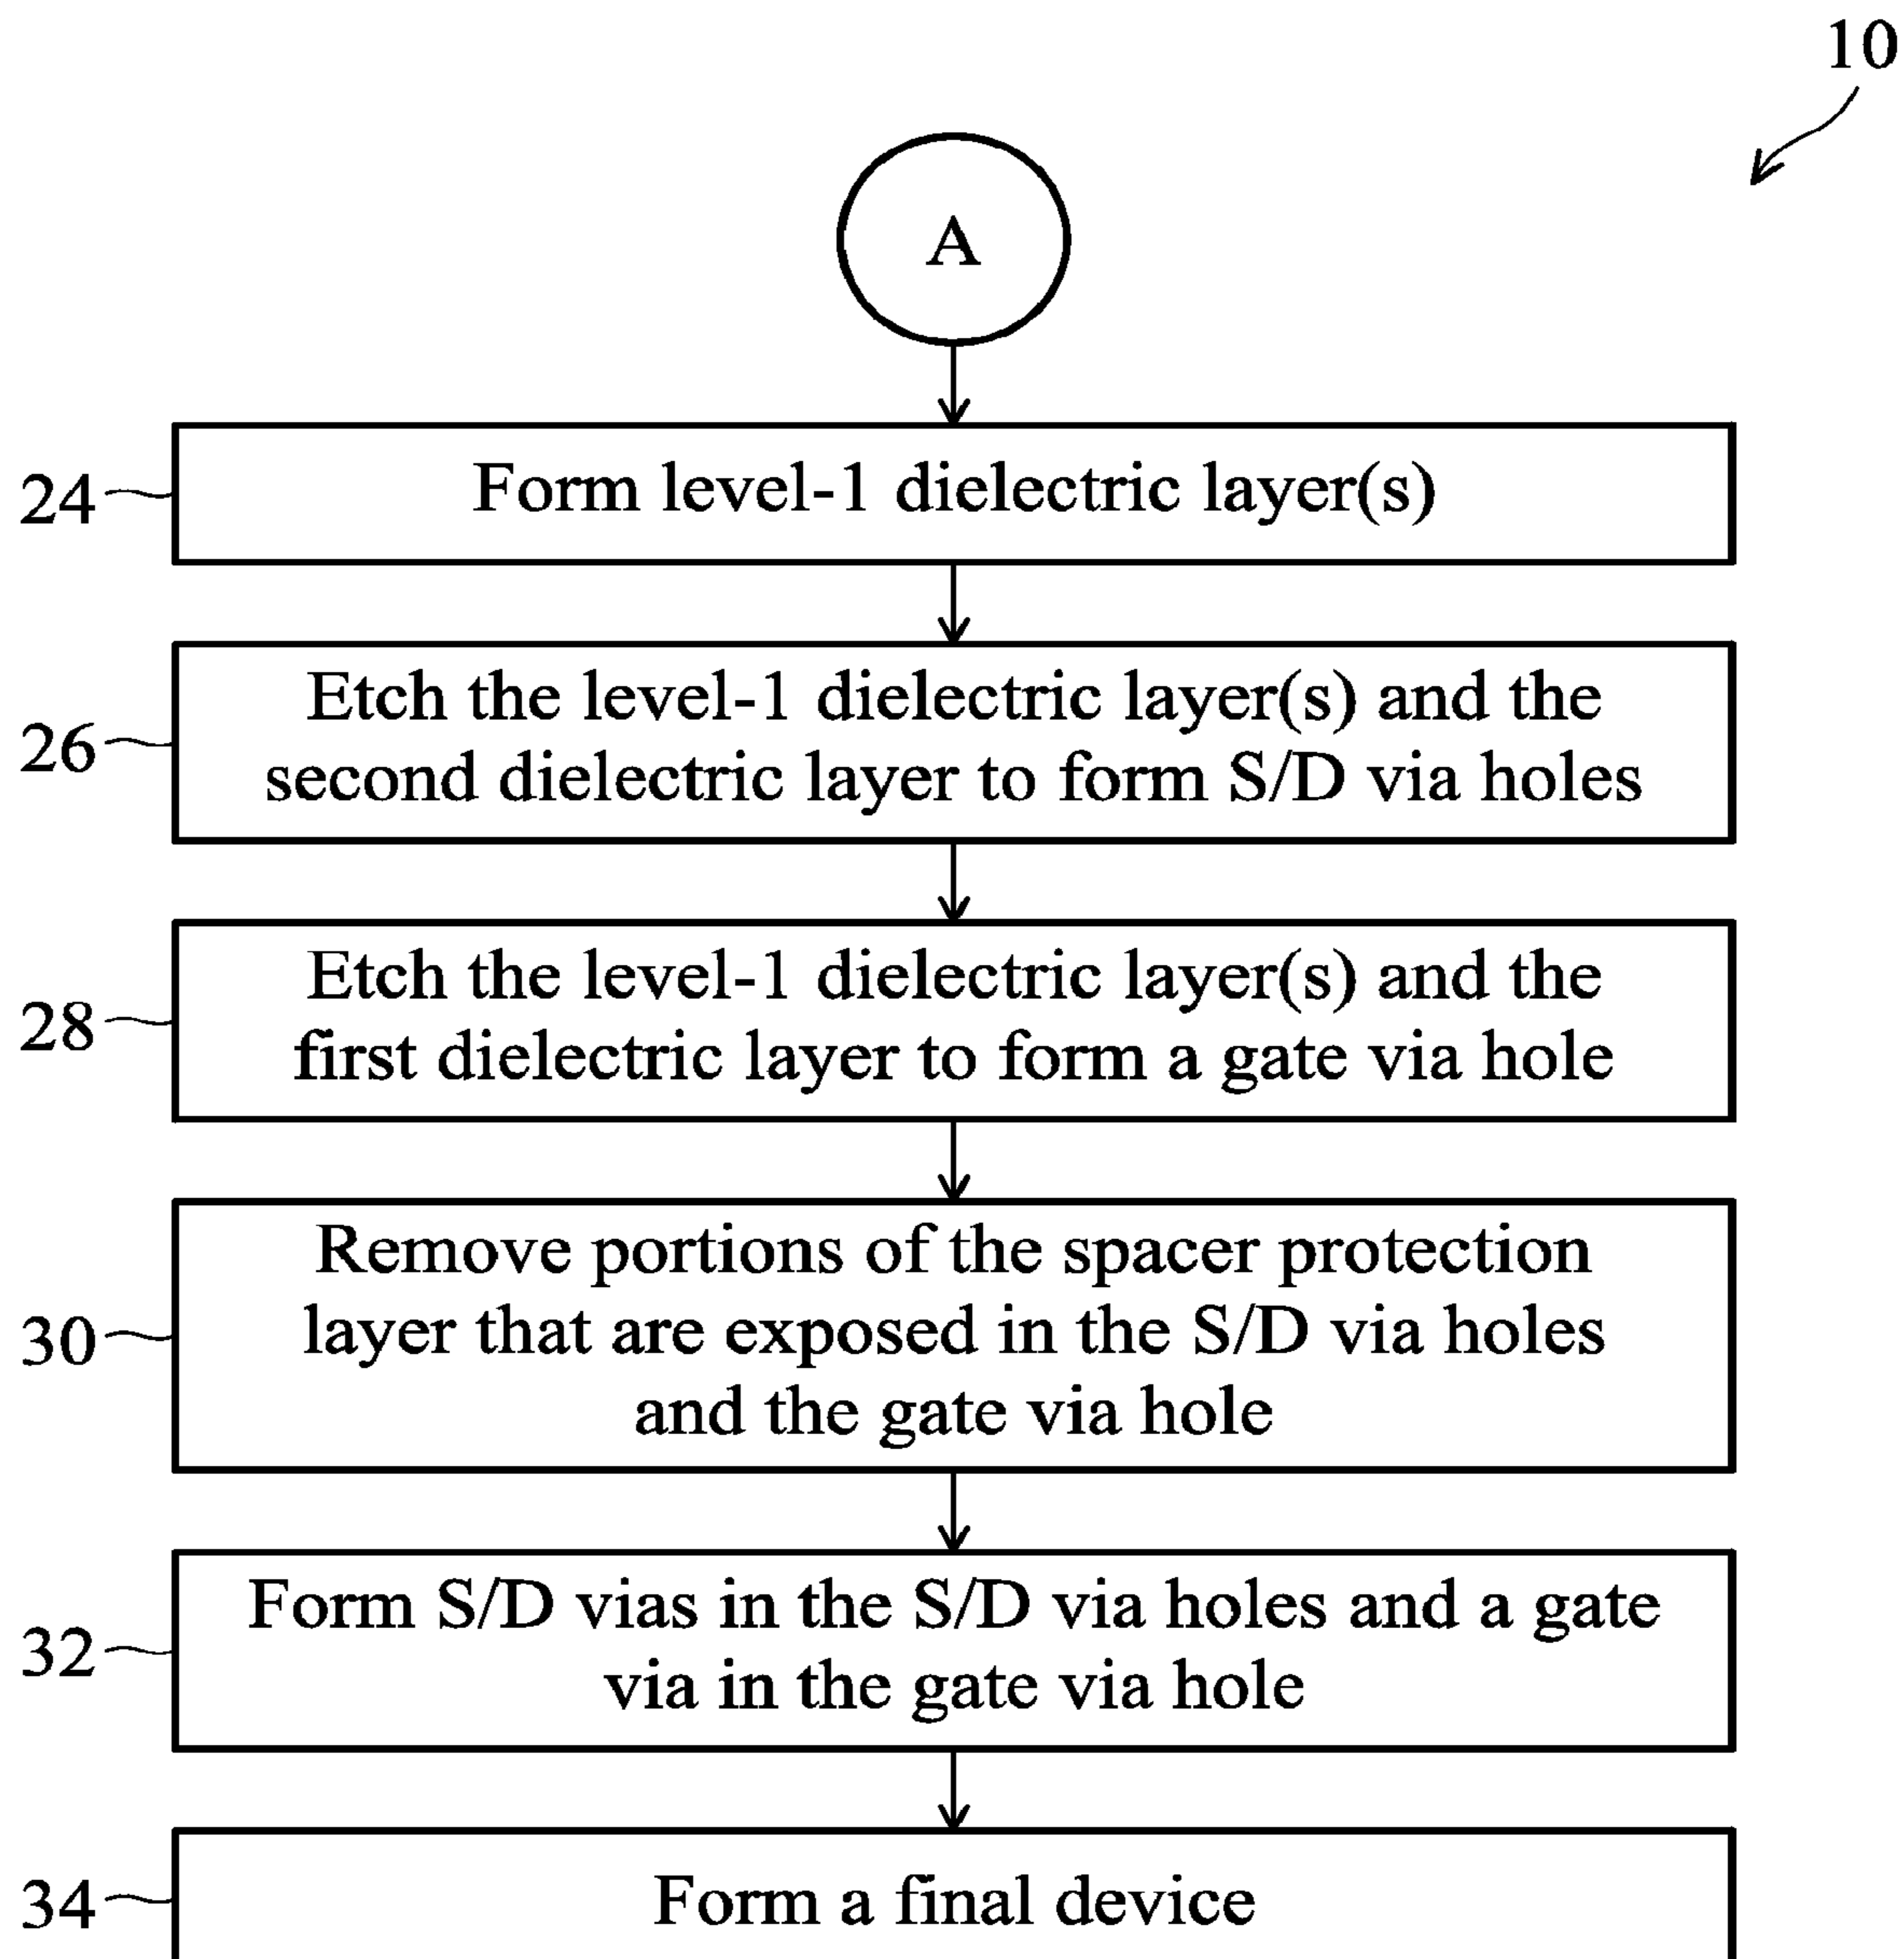 10
A
24
Form level-1 dielectric layer(s)
26
Etch the level-1 dielectric layer(s) and the
second dielectric layer to form S/D via holes
28
Etch the level-1 dielectric layer(s) and the
first dielectric layer to form a gate via hole
30
Remove portions of the spacer protection
layer that are exposed in the S/D via holes
and the gate via hole
32
Form S/D vias in the S/D via holes and a gate
via in the gate via hole
34
Form a final device